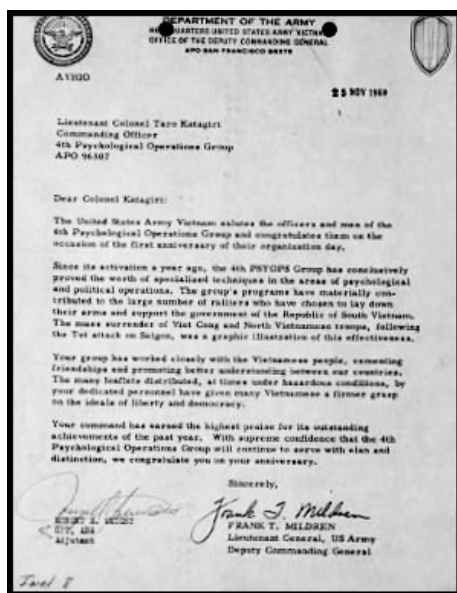 DEPARTMENT OF THE ARMY
HEADQUARTERS UNITED STATES ARMY VIETNAM
OFFICE OF THE DEPUTY COMMANDING GENERAL
APO SAN FRANCISCO 96375
AVIGO
25 NOV 1968
Lieutenant Colonel Taro Katagiri
Commanding Officer
4th Psychological Operations Group
APO 96307
Dear Colonel Katagiri:
The United States Army Vietnam salutes the officers and men of the
4th Psychological Operations Group and congratulates them on the
occasion of the first anniversary of their organization day.
Since its activation a year ago, the 4th PSYOPS Group has conclusively
proved the worth of specialized techniques in the areas of psychological
and political operations. The group's programs have materially con-
tributed to the large number of ralliers who have chosen to lay down
their arms and support the government of the Republic of South Vietnam.
The mass surrender of Viet Cong and North Vietnamese troops, following
the Tet attack on Saigon, was a graphic illustration of this effectiveness.
Your group has worked closely with the Vietnamese people, cementing
friendships and promoting better understanding between our countries.
The many leaflets distributed, at times under hazardous conditions, by
your dedicated personnel have given many Vietnamese a firmer grasp
on the ideals of liberty and democracy.
Your command has earned the highest praise for its outstanding
achievements of the past year. With supreme confidence that the 4th
Psychological Operations Group will continue to serve with elan and
distinction, we congratulate you on your anniversary.
Sincerely,
Frank T. Mildren
FRANK T. MILDREN
Lieutenant General, US Army
Deputy Commanding General
CPT, AGA
Adjutant